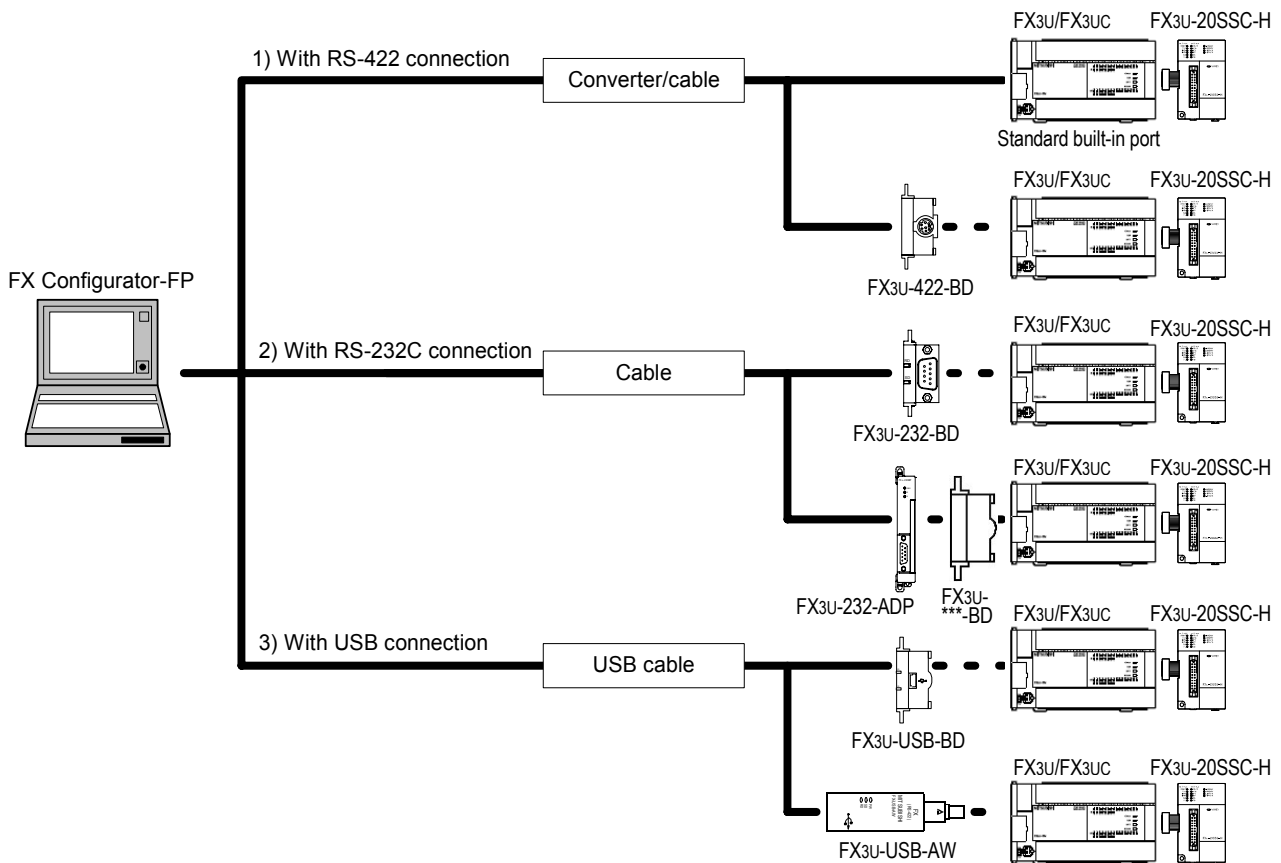 FX3U/FX3UC FX3U-20SSC-H
1) With RS-422 connection
Converter/cable
Standard built-in port
FX3U/FX3UC FX3U-20SSC-H
FX3U-422-BD
FX Configurator-FP
FX3U/FX3UC FX3U-20SSC-H
2) With RS-232C connection
Cable
FX3U-232-BD
FX3U/FX3UC FX3U-20SSC-H
FX3U-232-ADP
FX3U-
***-BD
FX3U/FX3UC FX3U-20SSC-H
3) With USB connection
USB cable
FX3U-USB-BD
FX3U/FX3UC FX3U-20SSC-H
FX
MITSUBISHI
FX3U-USB-AW